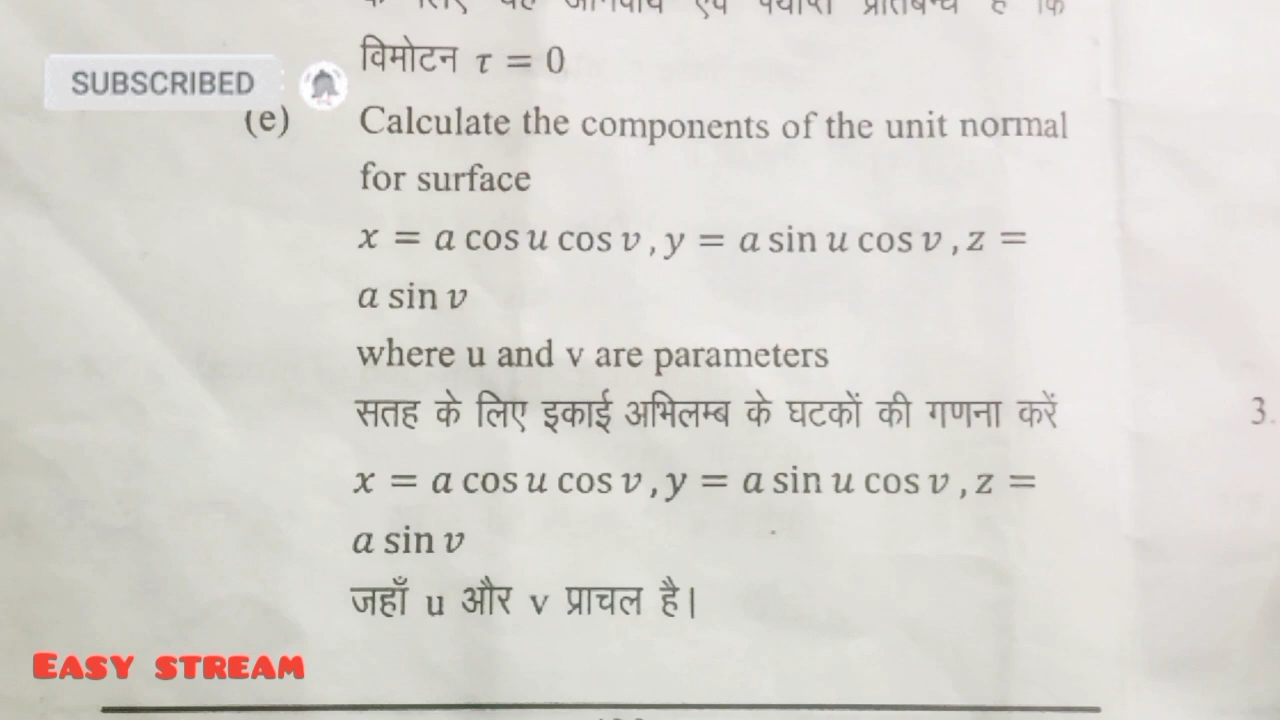 विमोटन τ = 0
SUBSCRIBED
(e) Calculate the components of the unit normal
for surface
x = a cos u cos v , y = a sin u cos v , z =
a sin v
where u and v are parameters
सतह के लिए इकाई अभिलम्ब के घटकों की गणना करें
3.
x = a cos u cos v , y = a sin u cos v , z =
a sin v
जहाँ u और v प्राचल है।
EASY STREAM